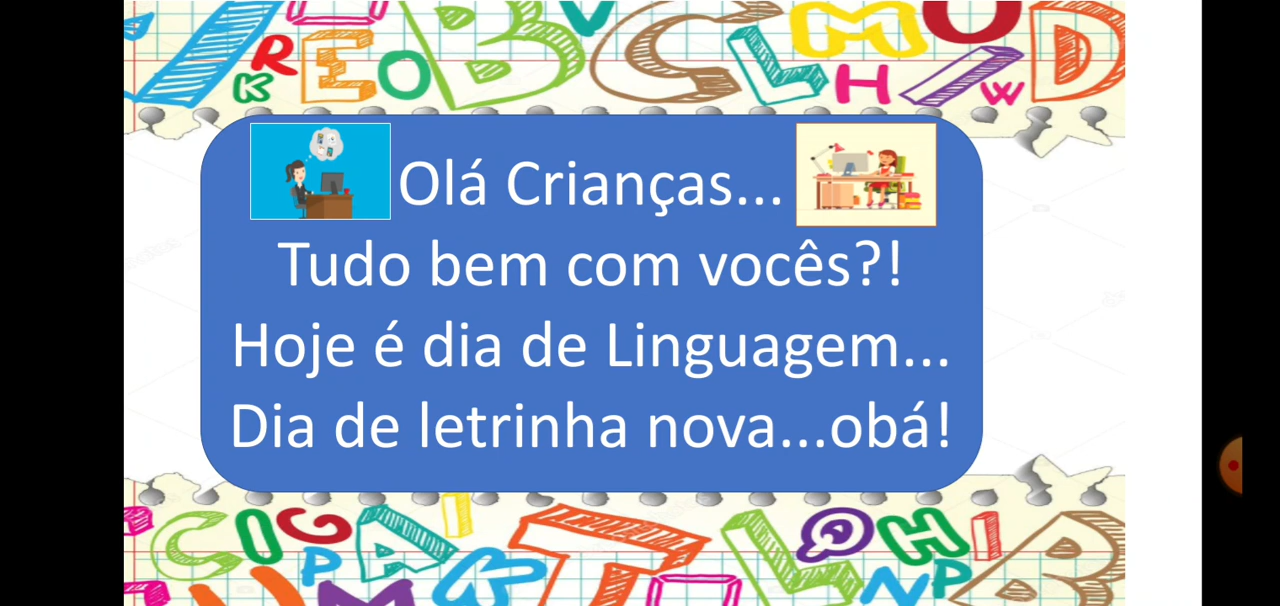 Olá Crianças...
Tudo bem com vocês?!
Hoje é dia de Linguagem...
Dia de letrinha nova...obá!